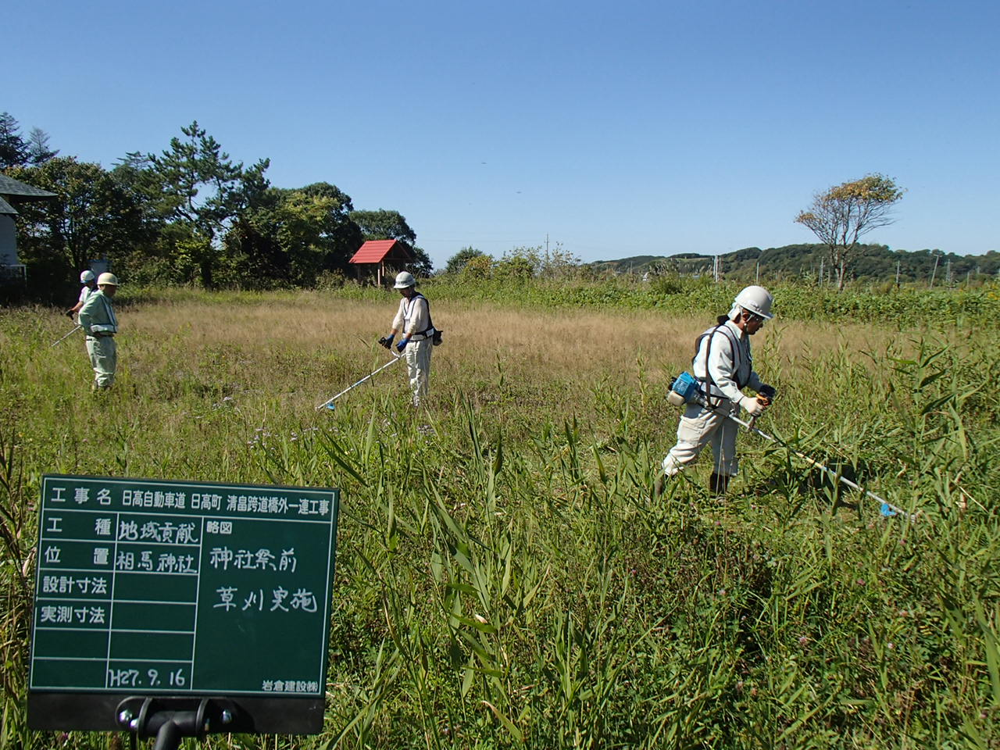 工事名 日高自動車道 日高町 清畠跨道橋外一連工事
工種 地域貢献
位置 相馬神社
設計寸法
実測寸法
H27.9.16
略図
神社祭前
草刈実施
岩倉建設㈱